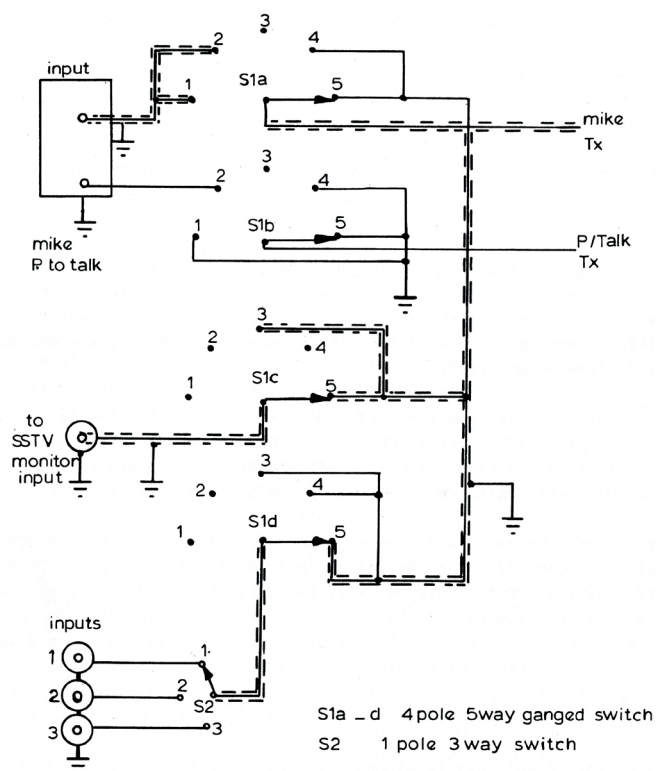 3
2
4
input
S1a
5
1
mike
Tx
3
2
4
1
S1b
5
P/Talk
Tx
mike
P. to talk
3
2
4
S1c
1
5
to
SSTV
monitor
input
3
2
4
S1d
1
5
inputs
1
1.
2
2
S2
3
3
S1a _ d 4 pole 5way ganged switch
S2 1 pole 3 way switch